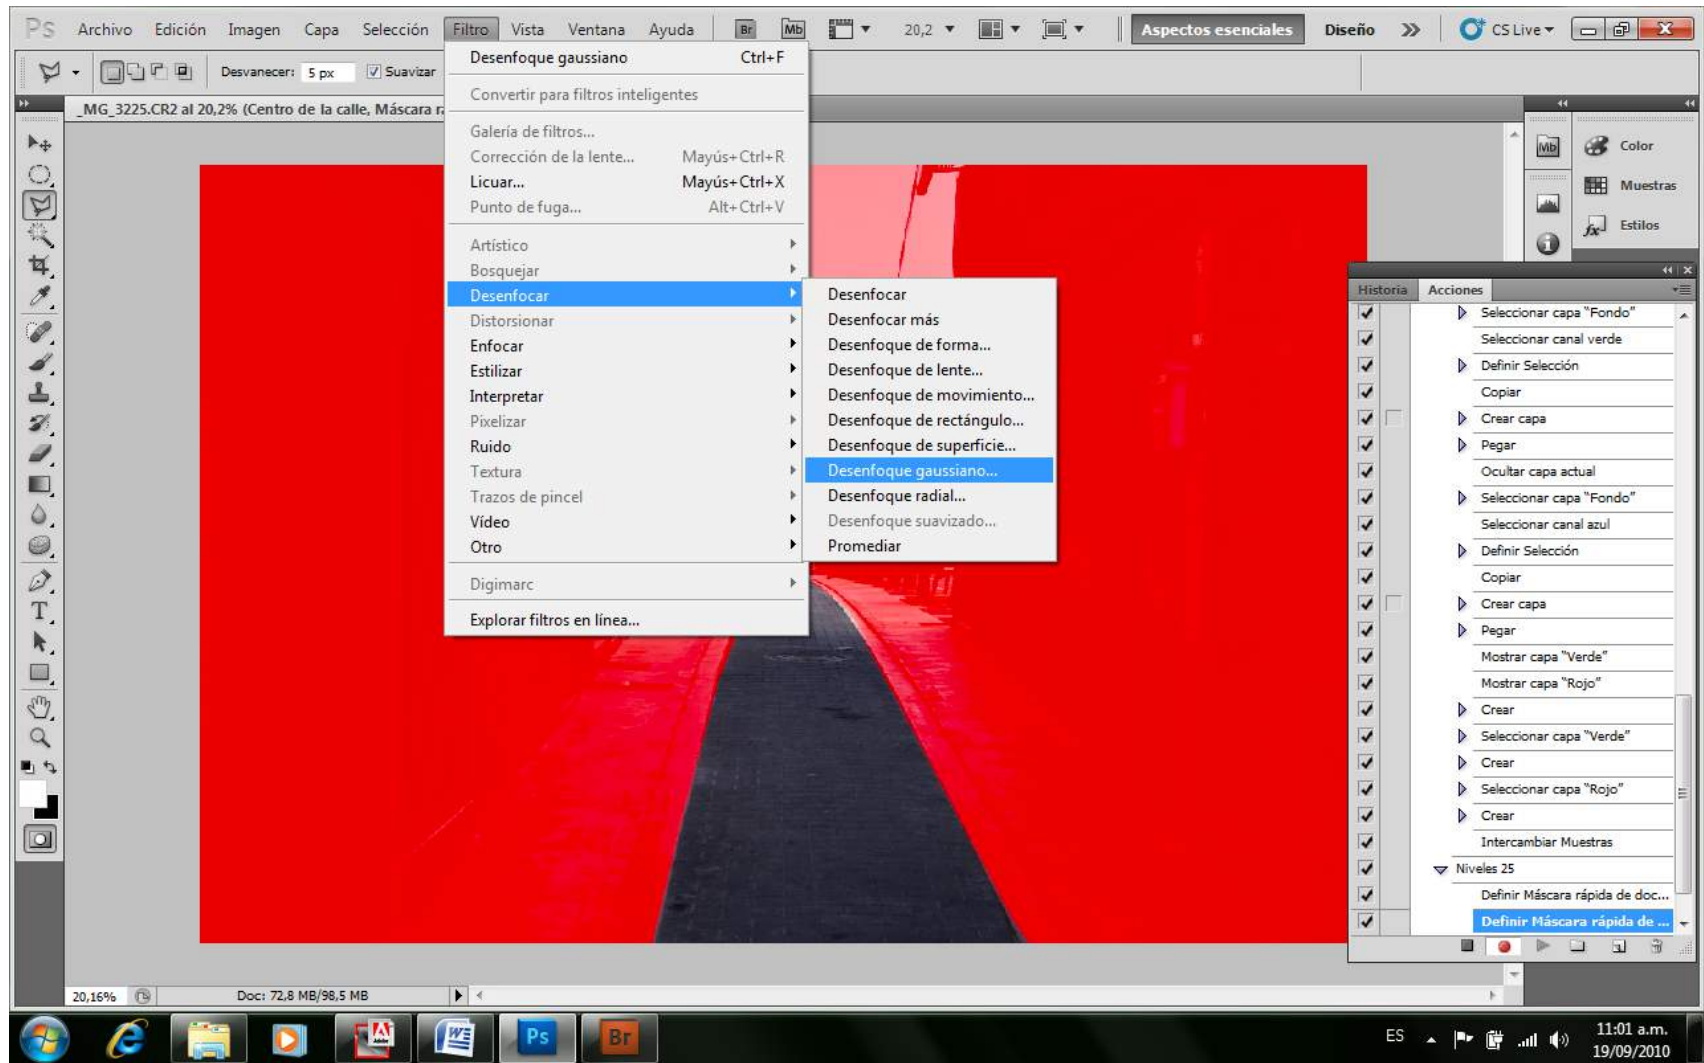 Ps Archivo Edición Imagen Capa Selección Filtro Vista Ventana Ayuda Br Mb 20,2 Aspectos esenciales Diseño CS Live
Desvanecer: 5 px Suavizar
_MG_3225.CR2 al 20,2% (Centro de la calle, Máscara
Desenfoque gaussiano Ctrl+F
Convertir para filtros inteligentes
Galería de filtros...
Corrección de la lente... Mayús+Ctrl+R
Licuar... Mayús+Ctrl+X
Punto de fuga... Alt+Ctrl+V
Artístico
Bosquejar
Desenfocar
Distorsionar
Enfocar
Estilizar
Interpretar
Pixelizar
Ruido
Textura
Trazos de pincel
Vídeo
Otro
Digimarc
Explorar filtros en línea...
Desenfocar
Desenfocar más
Desenfoque de forma...
Desenfoque de lente...
Desenfoque de movimiento...
Desenfoque de rectángulo...
Desenfoque de superficie...
Desenfoque gaussiano...
Desenfoque radial...
Desenfoque suavizado...
Promediar
Mb Color
Muestras
Estilos
Historia Acciones
Seleccionar capa "Fondo"
Seleccionar canal verde
Definir Selección
Copiar
Crear capa
Pegar
Ocultar capa actual
Seleccionar capa "Fondo"
Seleccionar canal azul
Definir Selección
Copiar
Crear capa
Pegar
Mostrar capa "Verde"
Mostrar capa "Rojo"
Crear
Seleccionar capa "Verde"
Crear
Seleccionar capa "Rojo"
Crear
Intercambiar Muestras
Niveles 25
Definir Máscara rápida de doc...
Definir Máscara rápida de ...
20,16% Doc: 72,8 MB/98,5 MB
Adobe W Ps Br ES 11:01 a.m.
19/09/2010